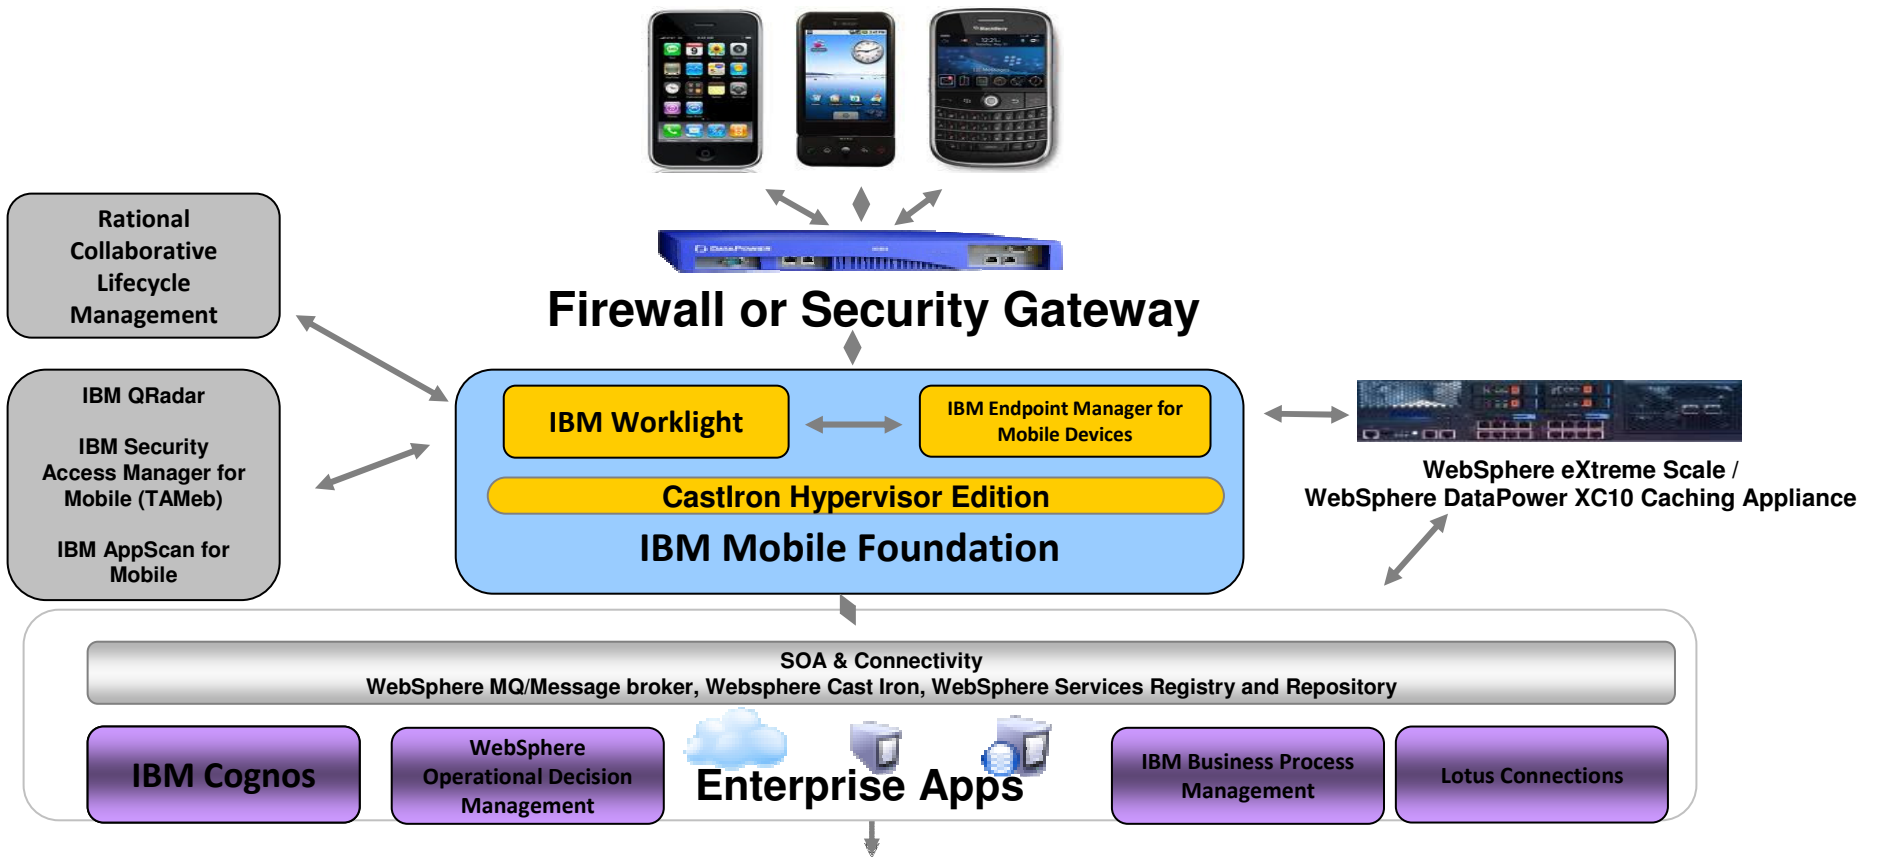 BlackBerry
DATAPOWER
IBM
Firewall or Security Gateway
Rational
Collaborative
Lifecycle
Management
IBM QRadar
IBM Security
Access Manager for
Mobile (TAMeb)
IBM AppScan for
Mobile
IBM Worklight
IBM Endpoint Manager for
Mobile Devices
CastIron Hypervisor Edition
IBM Mobile Foundation
WebSphere eXtreme Scale /
WebSphere DataPower XC10 Caching Appliance
SOA & Connectivity
WebSphere MQ/Message broker, Websphere Cast Iron, WebSphere Services Registry and Repository
IBM Cognos
WebSphere
Operational Decision
Management
Enterprise Apps
IBM Business Process
Management
Lotus Connections